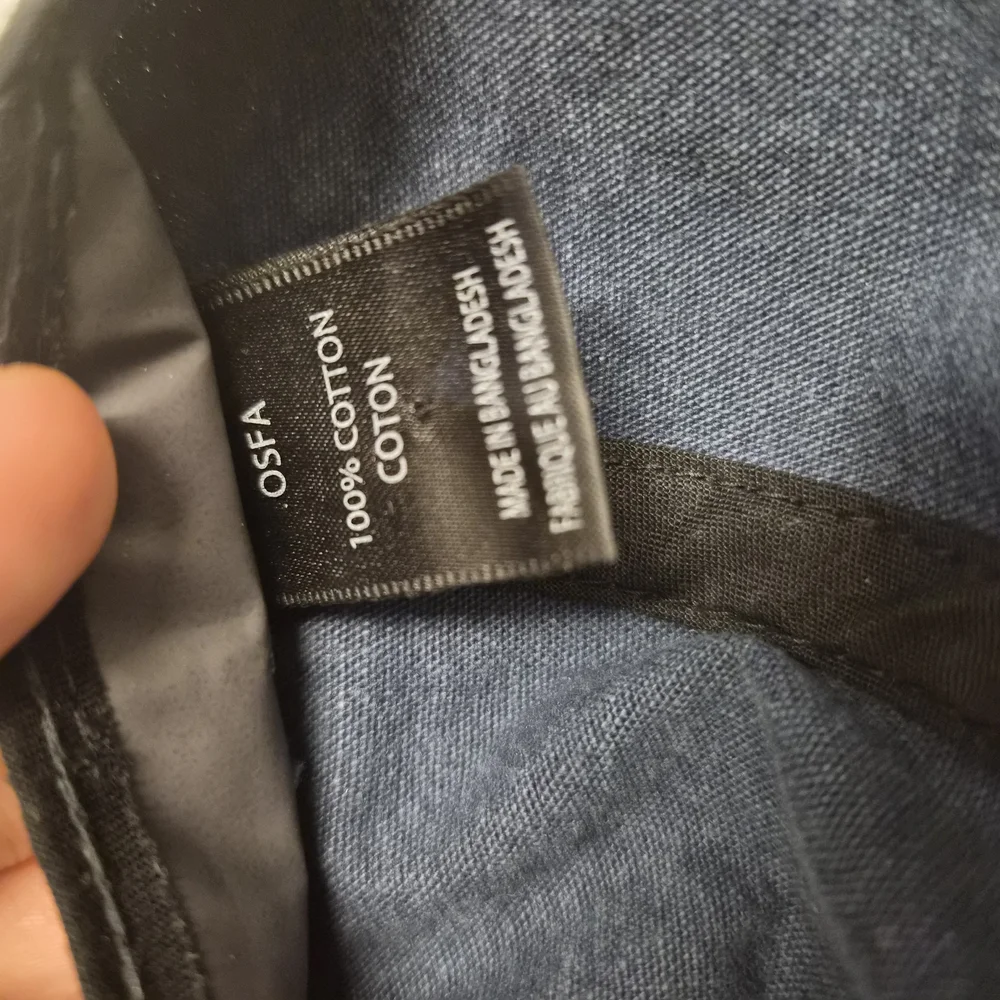 OSFA
100% COTTON
COTON
MADE IN BANGLADESH
FABRIQUE AU BANGLADESH